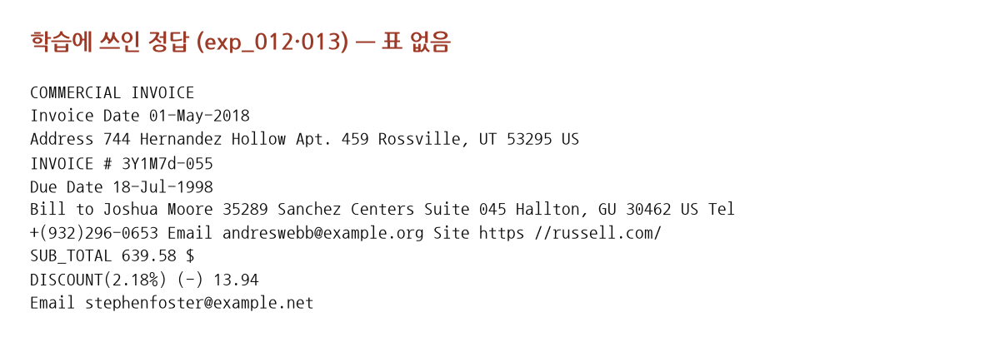 학습에 쓰인 정답 (exp_012·013) — 표 없음
COMMERCIAL INVOICE
Invoice Date 01-May-2018
Address 744 Hernandez Hollow Apt. 459 Rossville, UT 53295 US
INVOICE # 3Y1M7d-055
Due Date 18-Jul-1998
Bill to Joshua Moore 35289 Sanchez Centers Suite 045 Hallton, GU 30462 US Tel
+(932)296-0653 Email andreswebb@example.org Site https //russell.com/
SUB_TOTAL 639.58 $
DISCOUNT(2.18%) (-) 13.94
Email stephenfoster@example.net